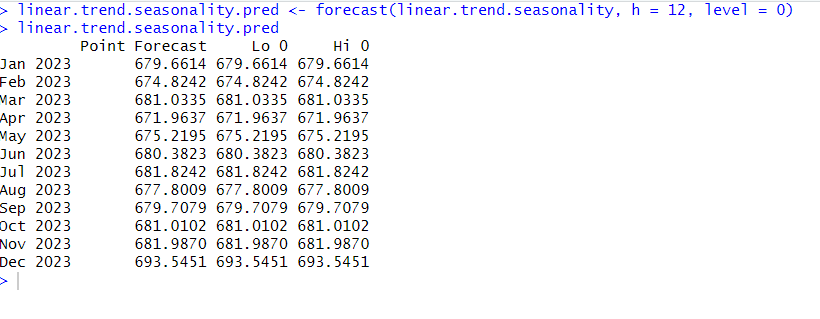 > linear.trend.seasonality.pred <- forecast(linear.trend.seasonality, h = 12, level = 0)
> linear.trend.seasonality.pred
         Point Forecast     Lo 0     Hi 0
Jan 2023       679.6614 679.6614 679.6614
Feb 2023       674.8242 674.8242 674.8242
Mar 2023       681.0335 681.0335 681.0335
Apr 2023       671.9637 671.9637 671.9637
May 2023       675.2195 675.2195 675.2195
Jun 2023       680.3823 680.3823 680.3823
Jul 2023       681.8242 681.8242 681.8242
Aug 2023       677.8009 677.8009 677.8009
Sep 2023       679.7079 679.7079 679.7079
Oct 2023       681.0102 681.0102 681.0102
Nov 2023       681.9870 681.9870 681.9870
Dec 2023       693.5451 693.5451 693.5451
>